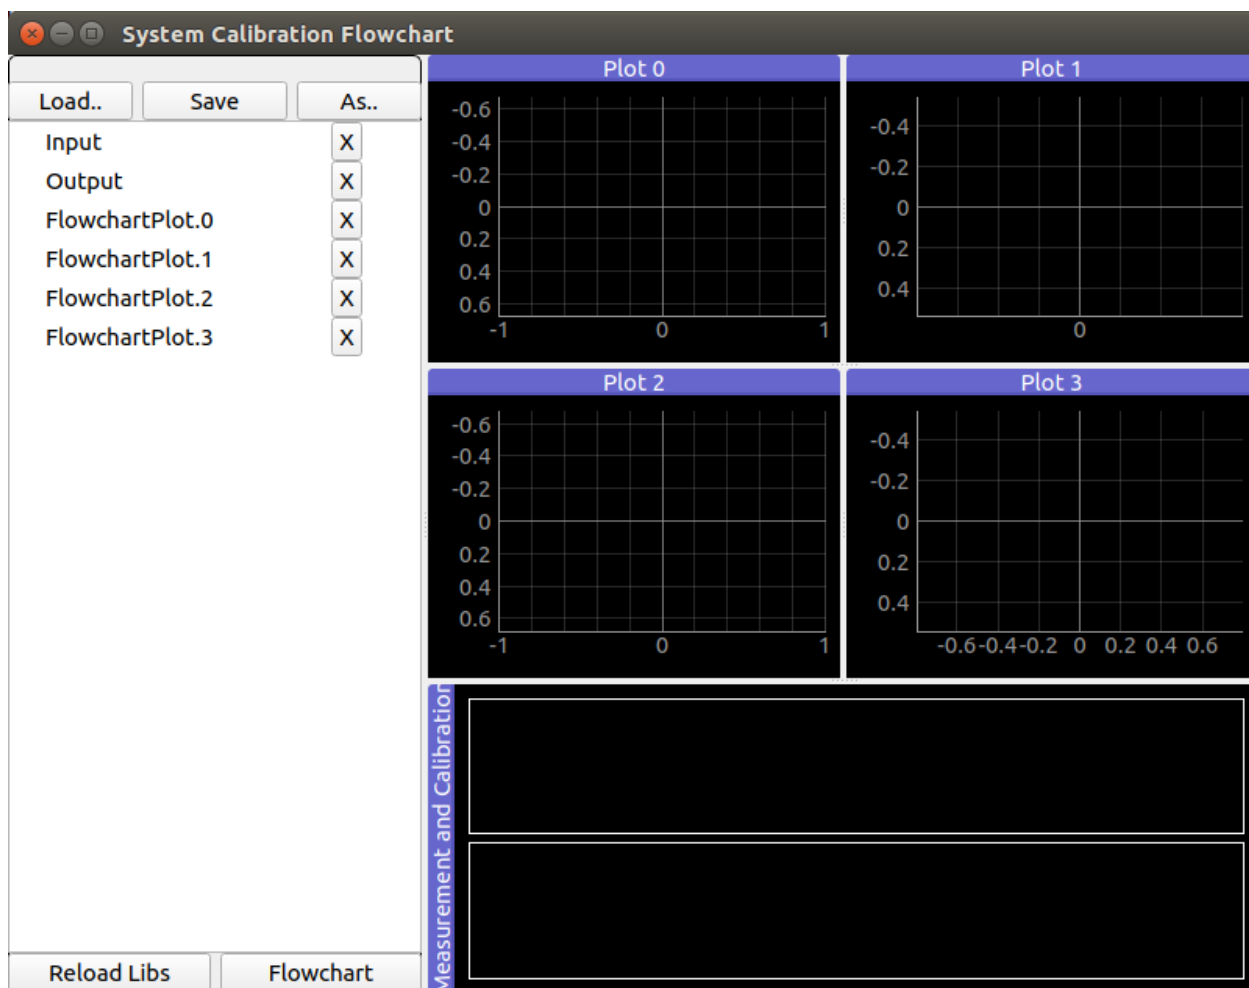 System Calibration Flowchart
Load..
Save
As..
Input
X
Output
X
FlowchartPlot.0
X
FlowchartPlot.1
X
FlowchartPlot.2
X
FlowchartPlot.3
X
Reload Libs
Flowchart
Plot 0
-0.6
-0.4
-0.2
0
0.2
0.4
0.6
-1 0 1
Plot 1
-0.4
-0.2
0
0.2
0.4
0
Plot 2
-0.6
-0.4
-0.2
0
0.2
0.4
0.6
-1 0 1
Plot 3
-0.4
-0.2
0
0.2
0.4
-0.6 -0.4 -0.2 0 0.2 0.4 0.6
Measurement and Calibration